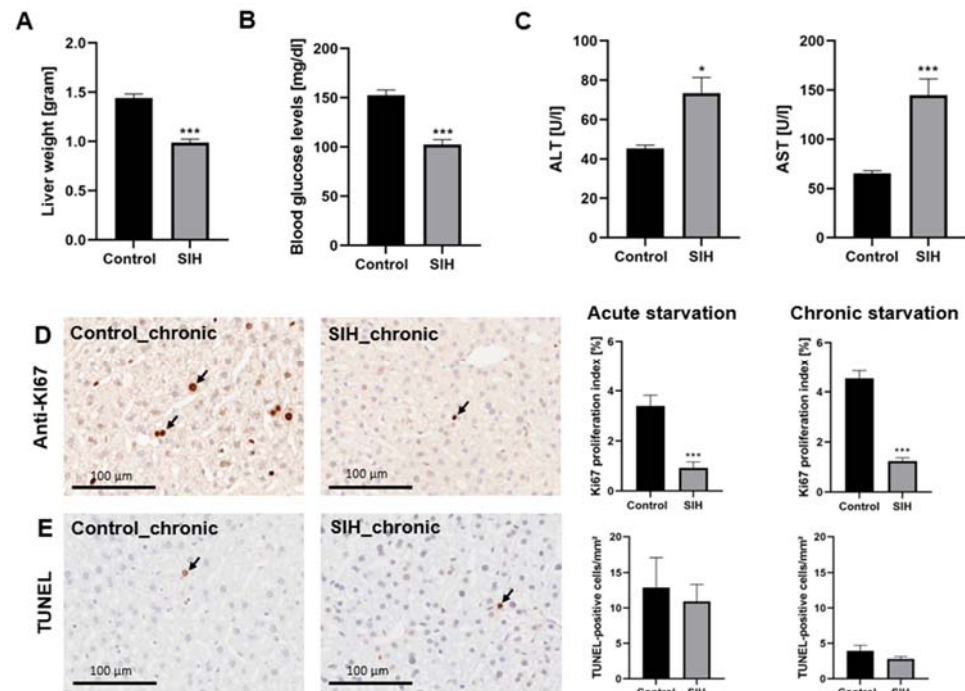 A
Liver weight [gram]
2.0
1.5
1.0
0.5
0.0
***
Control SIH
B
Blood glucose levels [mg/dl]
200
150
100
50
0
***
Control SIH
C
ALT [U/l]
100
80
60
40
20
0
*
Control SIH
AST [U/l]
200
150
100
50
0
***
Control SIH
D
Anti-KI67
Control_chronic
100 µm
SIH_chronic
100 µm
Acute starvation
Ki67 proliferation index [%]
6
4
2
0
***
Control SIH
Chronic starvation
Ki67 proliferation index [%]
6
4
2
0
***
Control SIH
E
TUNEL
Control_chronic
100 µm
SIH_chronic
100 µm
TUNEL-positive cells/mm²
20
15
10
5
0
Control SIH
TUNEL-positive cells/mm²
20
15
10
5
0
Control SIH